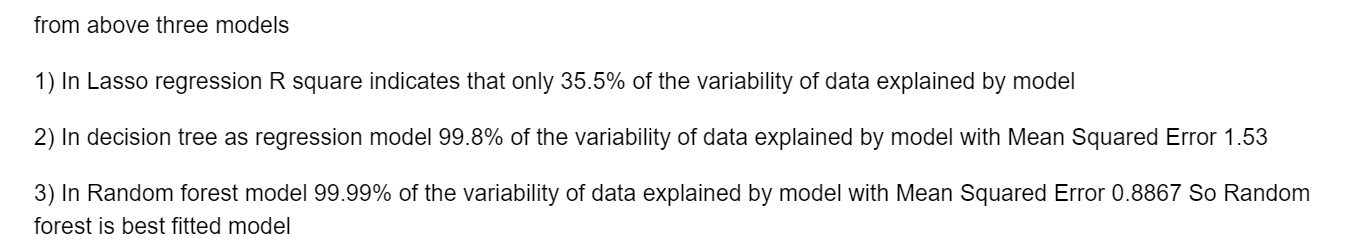 from above three models
1) In Lasso regression R square indicates that only 35.5% of the variability of data explained by model
2) In decision tree as regression model 99.8% of the variability of data explained by model with Mean Squared Error 1.53
3) In Random forest model 99.99% of the variability of data explained by model with Mean Squared Error 0.8867 So Random
forest is best fitted model